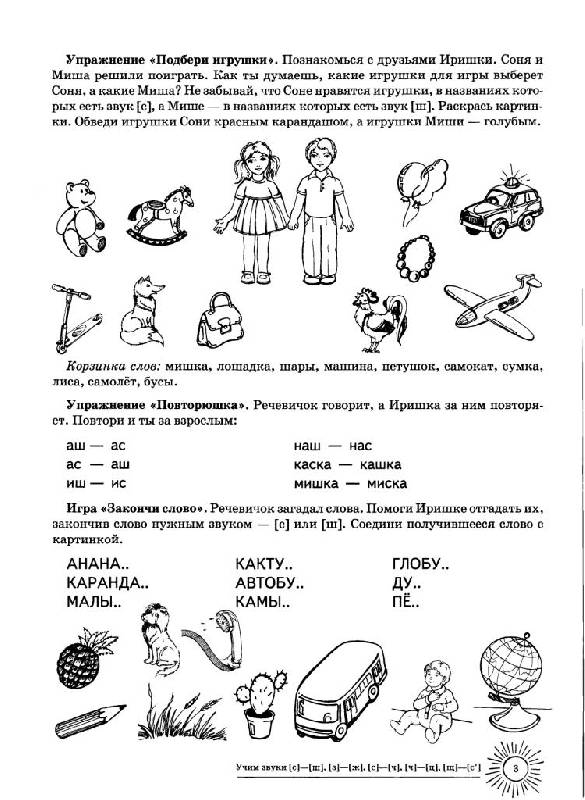 Упражнение «Подбери игрушки». Познакомься с друзьями Иришки. Соня и
Миша решили поиграть. Как ты думаешь, какие игрушки для игры выберет
Соня, а какие Миша? Не забывай, что Соне нравятся игрушки, в названиях кото-
рых есть звук [с], а Мише — в названиях которых есть звук [ш]. Раскрась картин-
ки. Обведи игрушки Сони красным карандашом, а игрушки Миши — голубым.
Корзинка слов: мишка, лошадка, шары, машина, петушок, самокат, сумка,
лиса, самолёт, бусы.
Упражнение «Повторюшка». Речевичок говорит, а Иришка за ним повторя-
ет. Повтори и ты за взрослым:
аш — ас наш — нас
ас — аш каска — кашка
иш — ис мишка — миска
Игра «Закончи слово». Речевичок загадал слова. Помоги Иришке отгадать их,
закончив слово нужным звуком — [с] или [ш]. Соедини получившееся слово с
картинкой.
АНАНА.. КАКТУ.. ГЛОБУ..
КАРАНДА.. АВТОБУ.. ДУ..
МАЛЫ.. КАМЫ.. ПЁ..
Учим звуки [с]—[ш], [з]—[ж], [с]—[ч], [ч]—[ц], [щ]—[с’]
3